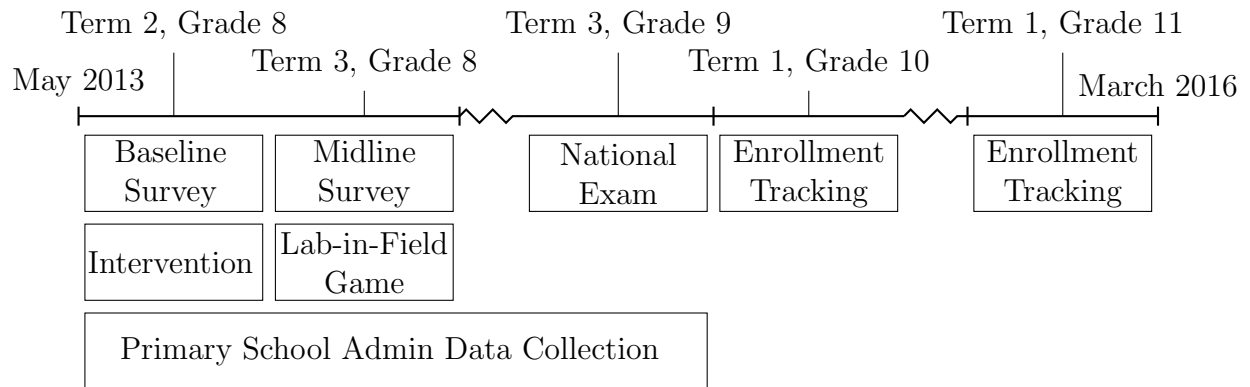 Term 2, Grade 8
Term 3, Grade 9
Term 1, Grade 11
Term 3, Grade 8
Term 1, Grade 10
May 2013
March 2016
Baseline
Survey
Midline
Survey
National
Exam
Enrollment
Tracking
Enrollment
Tracking
Intervention
Lab-in-Field
Game
Primary School Admin Data Collection